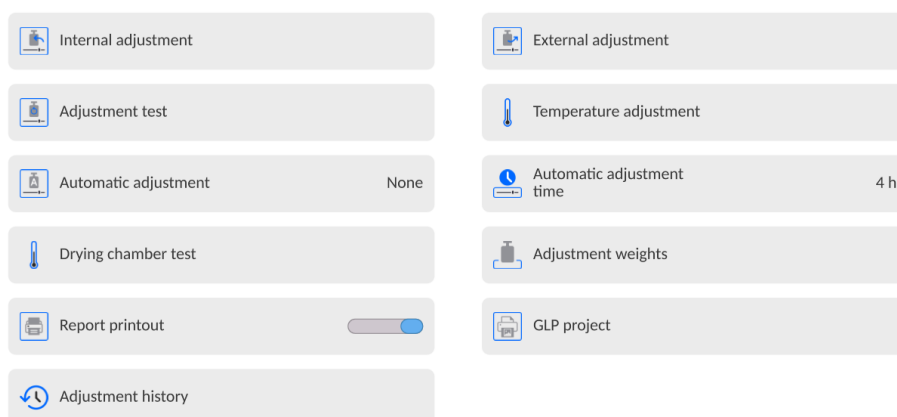 Internal adjustment
External adjustment
Adjustment test
Temperature adjustment
Automatic adjustment None
Automatic adjustment
time 4 h
Drying chamber test
Adjustment weights
Report printout
GLP project
Adjustment history